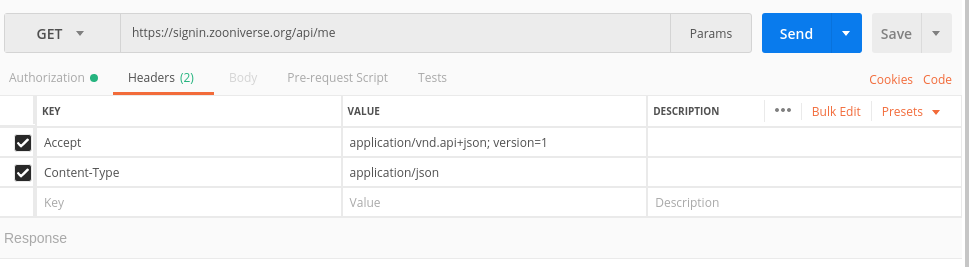 GET https://signin.zooniverse.org/api/me Params Send Save
Authorization Headers (2) Body Pre-request Script Tests Cookies Code
KEY VALUE DESCRIPTION Bulk Edit Presets
Accept application/vnd.api+json; version=1
Content-Type application/json
Key Value Description
Response